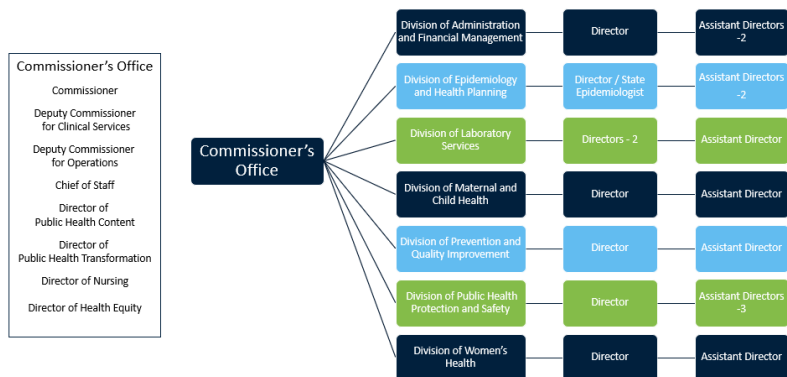 Commissioner's Office
Commissioner
Deputy Commissioner
for Clinical Services
Deputy Commissioner
for Operations
Chief of Staff
Director of
Public Health Content
Director of
Public Health Transformation
Director of Nursing
Director of Health Equity
Commissioner's
Office
Division of Administration
and Financial Management
Director
Assistant Directors
-2
Division of Epidemiology
and Health Planning
Director / State
Epidemiologist
Assistant Directors
-2
Division of Laboratory
Services
Directors - 2
Assistant Director
Division of Maternal and
Child Health
Director
Assistant Director
Division of Prevention and
Quality Improvement
Director
Assistant Director
Division of Public Health
Protection and Safety
Director
Assistant Directors
-3
Division of Women's
Health
Director
Assistant Director